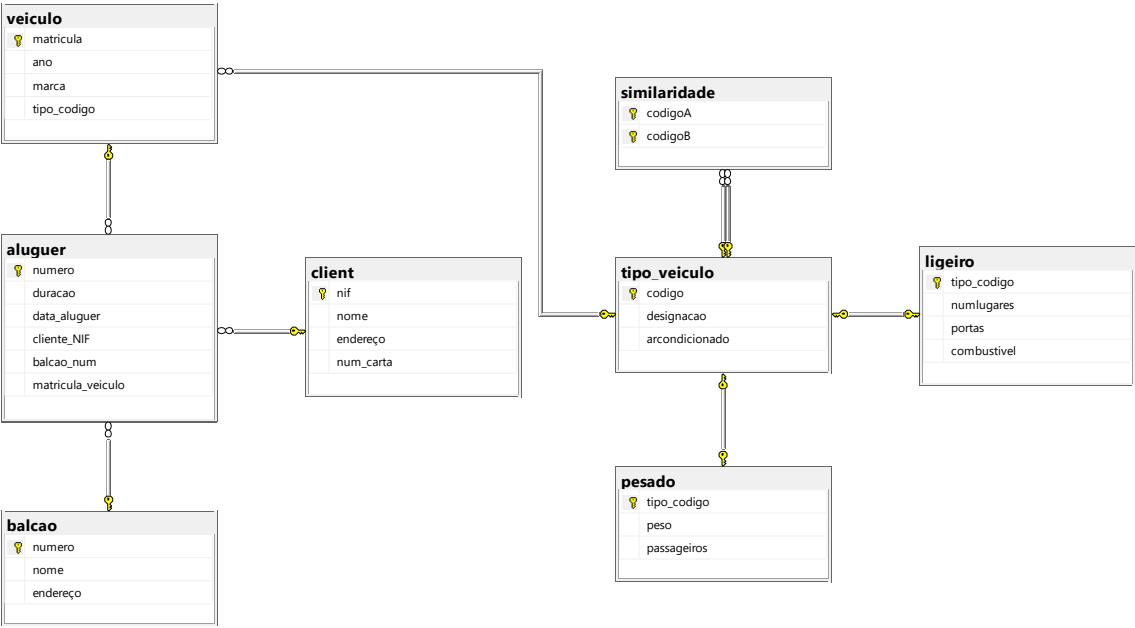 veiculo
matricula
ano
marca
tipo_codigo
similaridade
codigoA
codigoB
aluguer
numero
duracao
data_aluguer
cliente_NIF
balcao_num
matricula_veiculo
client
nif
nome
endereço
num_carta
tipo_veiculo
codigo
designacao
arcondicionado
ligeiro
tipo_codigo
numlugares
portas
combustivel
pesado
tipo_codigo
peso
passageiros
balcao
numero
nome
endereço